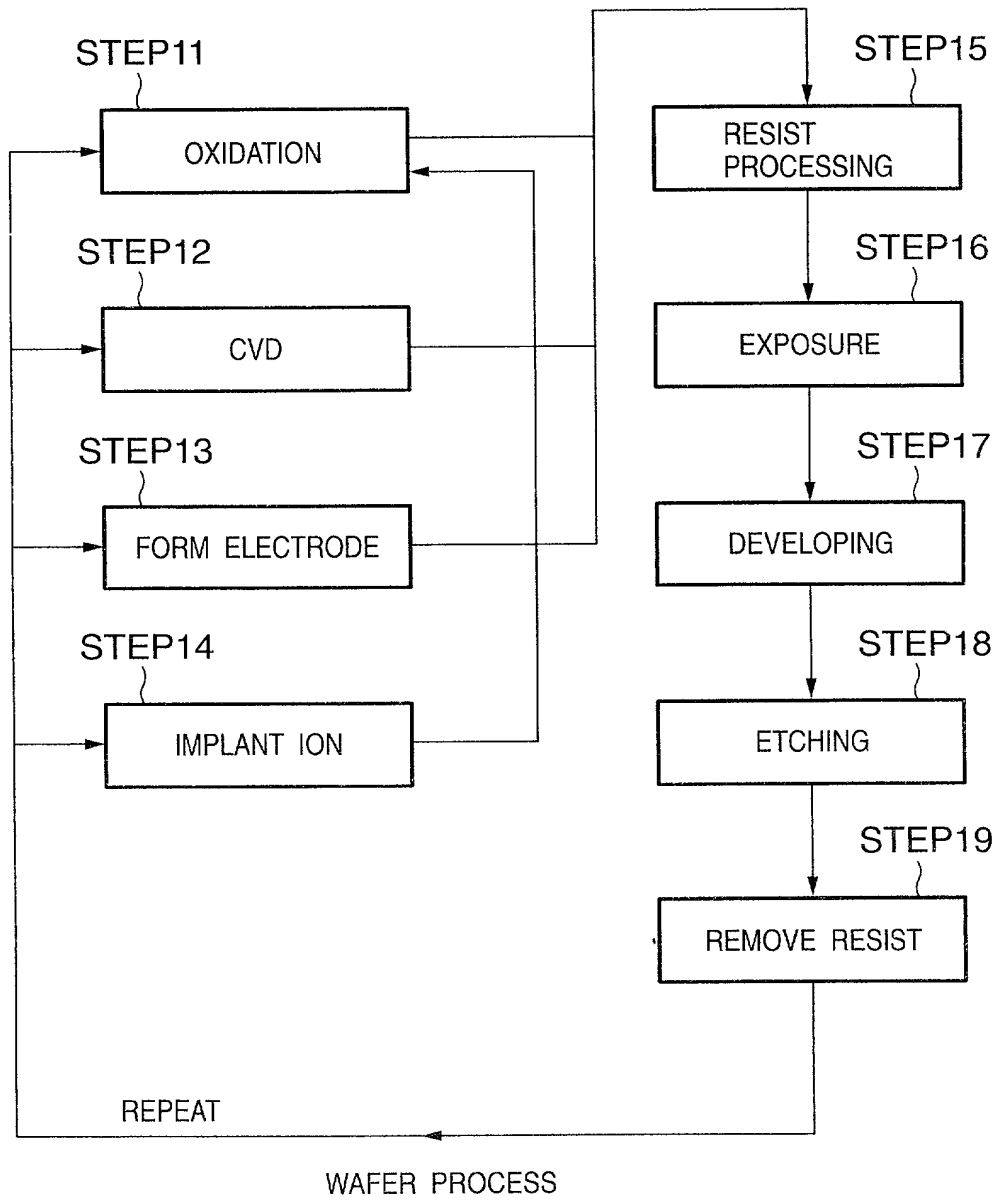 STEP11
OXIDATION
STEP12
CVD
STEP13
FORM ELECTRODE
STEP14
IMPLANT ION
STEP15
RESIST
PROCESSING
STEP16
EXPOSURE
STEP17
DEVELOPING
STEP18
ETCHING
STEP19
REMOVE RESIST
REPEAT
WAFER PROCESS